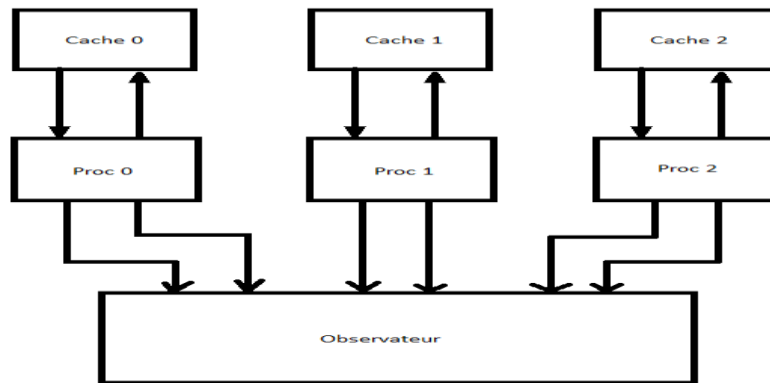 Cache 0
Cache 1
Cache 2
Proc 0
Proc 1
Proc 2
Observateur